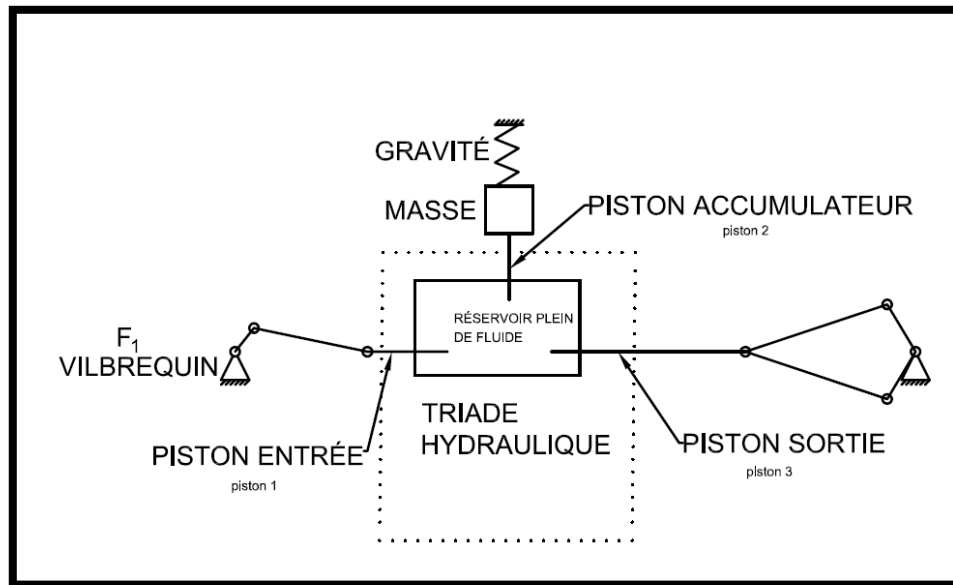 GRAVITÉ
MASSE
PISTON ACCUMULATEUR
piston 2
RÉSERVOIR PLEIN
DE FLUIDE
F1
VILBREQUIN
TRIADE
HYDRAULIQUE
PISTON ENTRÉE
piston 1
PISTON SORTIE
piston 3